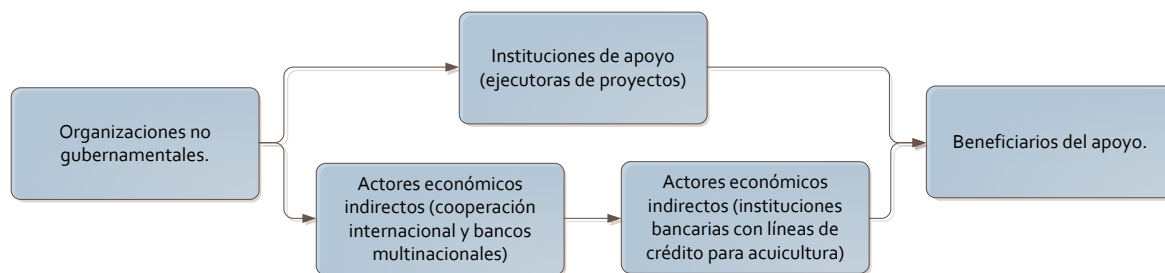 Organizaciones no
gubernamentales.
Instituciones de apoyo
(ejecutoras de proyectos)
Actores económicos
indirectos (cooperación
internacional y bancos
multinacionales)
Actores económicos
indirectos (instituciones
bancarias con líneas de
crédito para acuicultura)
Beneficiarios del apoyo.